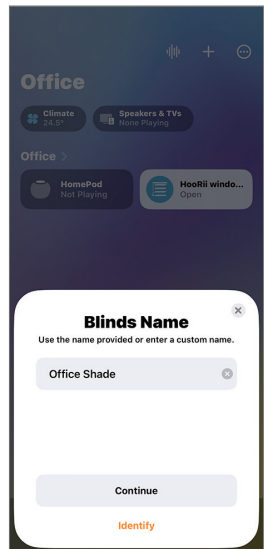 Office
Climate
24.5°
Speakers & TVs
None Playing
Office >
HomePod
Not Playing
HooRii windo...
Open
Blinds Name
Use the name provided or enter a custom name.
Office Shade
Continue
Identify